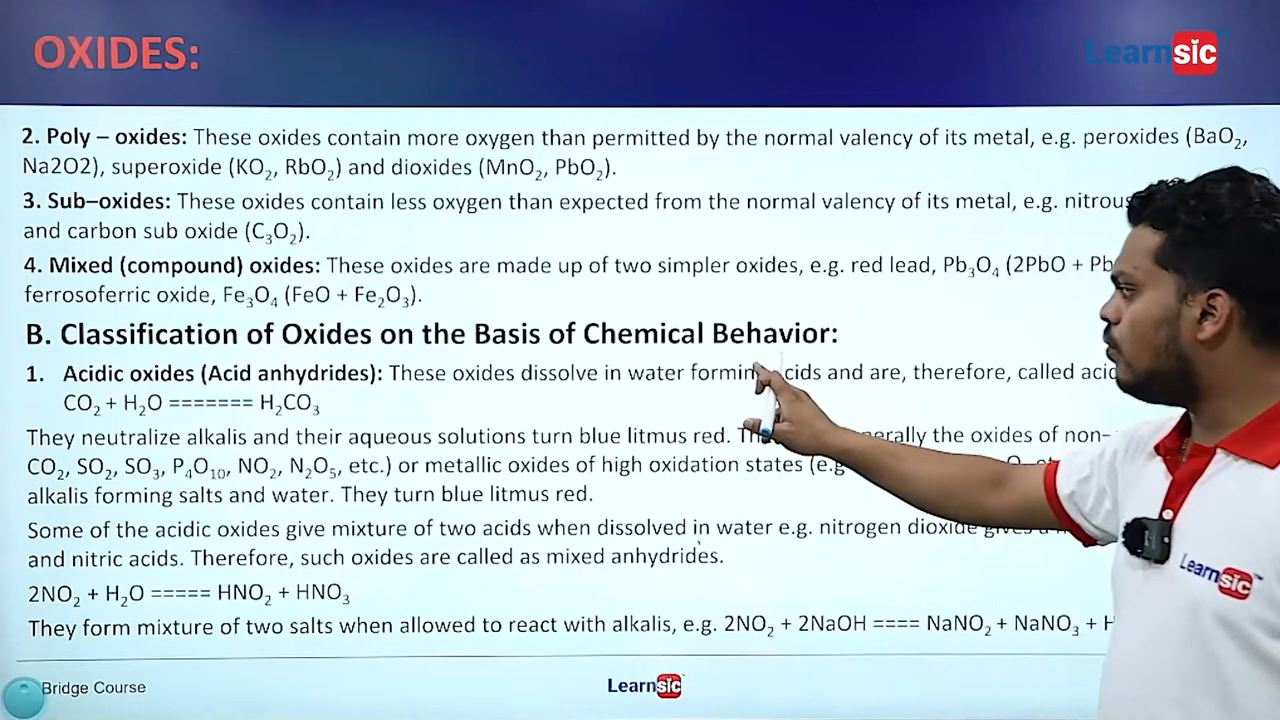 OXIDES:
Learnsic
2. Poly – oxides: These oxides contain more oxygen than permitted by the normal valency of its metal, e.g. peroxides (BaO₂,
Na2O2), superoxide (KO₂, RbO₂) and dioxides (MnO₂, PbO₂).
3. Sub–oxides: These oxides contain less oxygen than expected from the normal valency of its metal, e.g. nitrous
and carbon sub oxide (C₃O₂).
4. Mixed (compound) oxides: These oxides are made up of two simpler oxides, e.g. red lead, Pb₃O₄ (2PbO + Pb
ferrosoferric oxide, Fe₃O₄ (FeO + Fe₂O₃).
B. Classification of Oxides on the Basis of Chemical Behavior:
1. Acidic oxides (Acid anhydrides): These oxides dissolve in water forming cids and are, therefore, called acid
CO₂ + H₂O ======= H₂CO₃
They neutralize alkalis and their aqueous solutions turn blue litmus red. nerally the oxides of non-
CO₂, SO₂, SO₃, P₄O₁₀, NO₂, N₂O₅, etc.) or metallic oxides of high oxidation states (e.g
alkalis forming salts and water. They turn blue litmus red.
Some of the acidic oxides give mixture of two acids when dissolved in water e.g. nitrogen dioxide gives a
and nitric acids. Therefore, such oxides are called as mixed anhydrides.
2NO₂ + H₂O ===== HNO₂ + HNO₃
They form mixture of two salts when allowed to react with alkalis, e.g. 2NO₂ + 2NaOH ==== NaNO₂ + NaNO₃ + H
Learnsic
Bridge Course
Learnsic